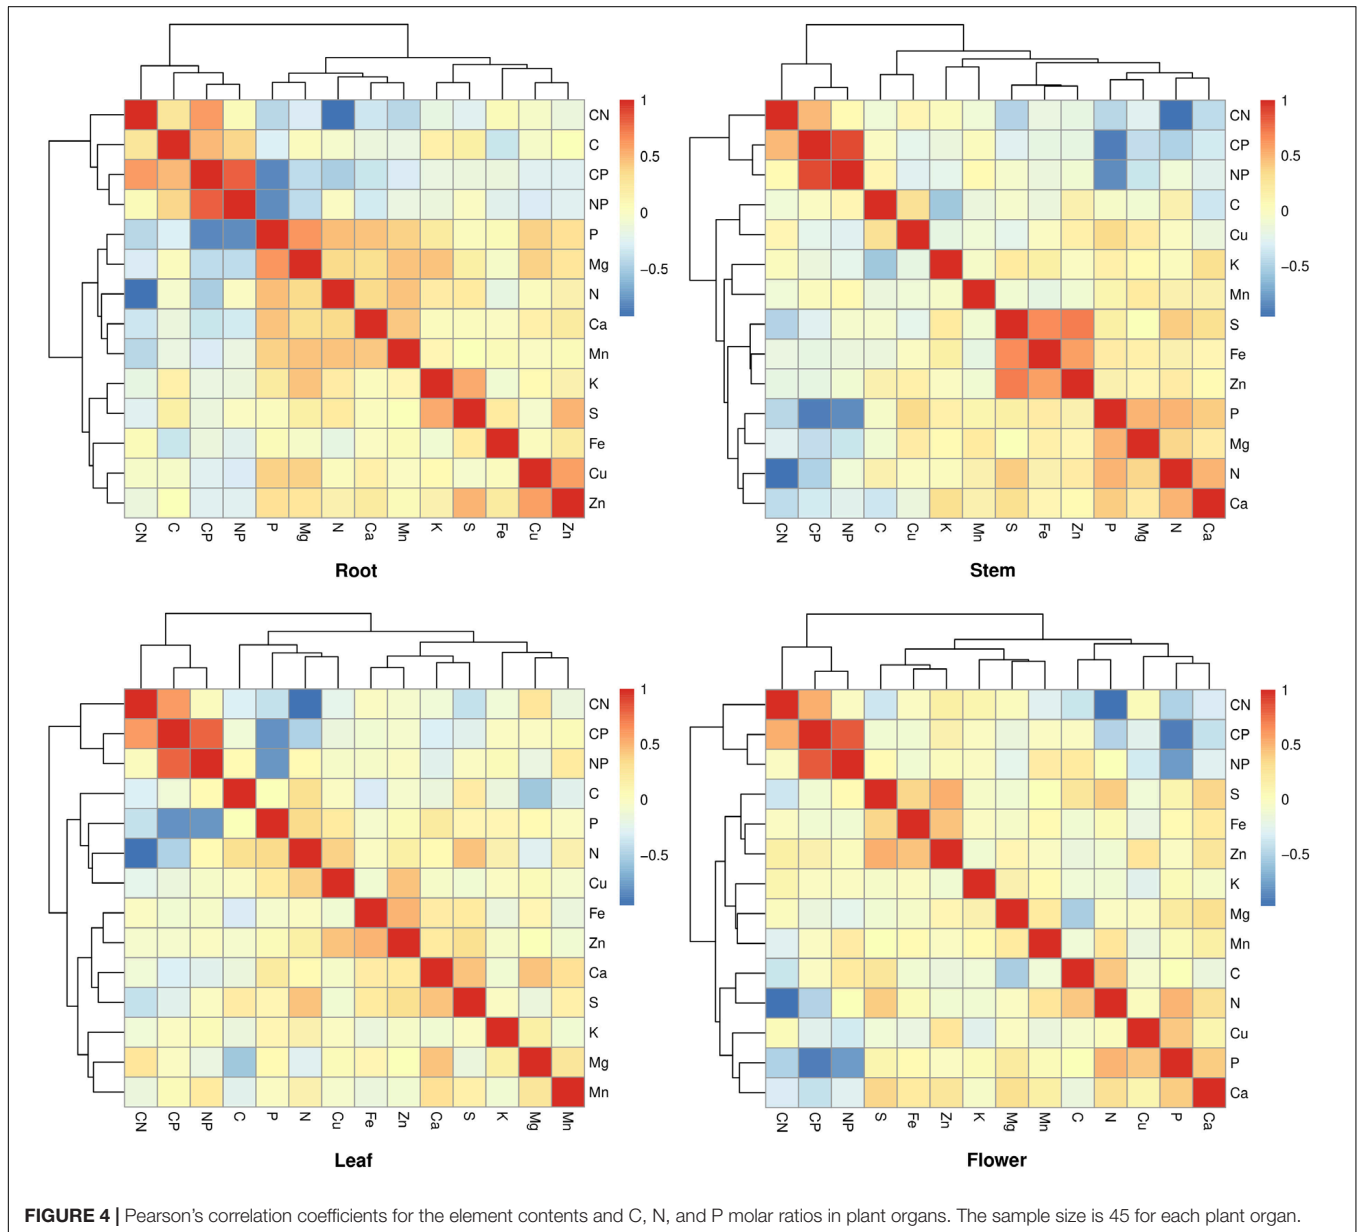 CN
C
CP
NP
P
Mg
N
Ca
Mn
K
S
Fe
Cu
Zn
1
0.5
0
−0.5
CN C CP NP P Mg N Ca Mn K S Fe Cu Zn
Root
CN
CP
NP
C
Cu
K
Mn
S
Fe
Zn
P
Mg
N
Ca
1
0.5
0
−0.5
CN CP NP C Cu K Mn S Fe Zn P Mg N Ca
Stem
CN
CP
NP
C
P
N
Cu
Fe
Zn
Ca
S
K
Mg
Mn
1
0.5
0
−0.5
CN CP NP C P N Cu Fe Zn Ca S K Mg Mn
Leaf
CN
CP
NP
S
Fe
Zn
K
Mg
Mn
C
N
Cu
P
Ca
1
0.5
0
−0.5
CN CP NP S Fe Zn K Mg Mn C N Cu P Ca
Flower
FIGURE 4 | Pearson's correlation coefficients for the element contents and C, N, and P molar ratios in plant organs. The sample size is 45 for each plant organ.